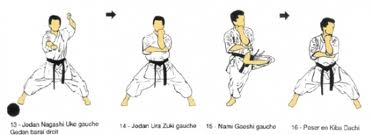 13 - Jodan Nagashi Uke gauche
Gedan barai droit
14 - Jodan Ura Zuki gauche
15 - Nami Gaeshi gauche
16 - Poser en Kiba Dachi